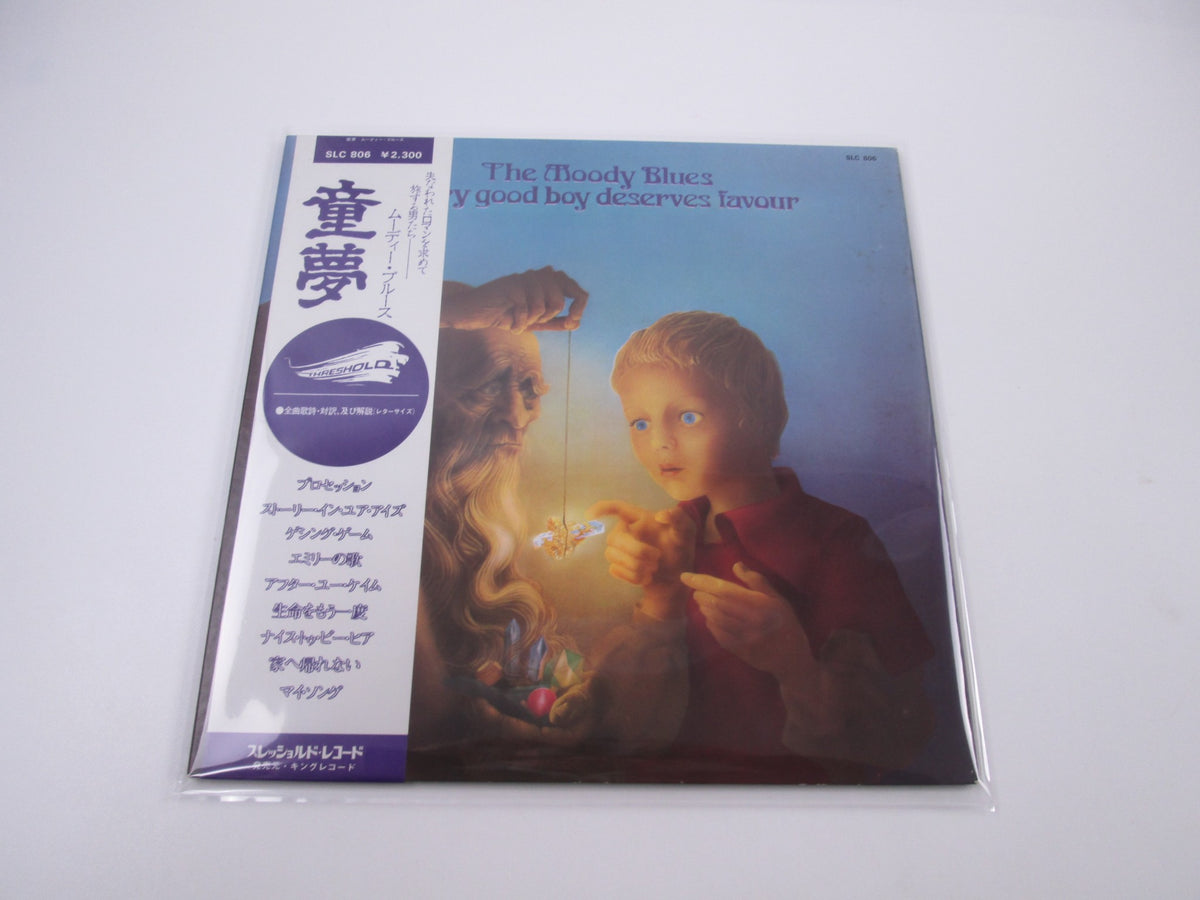 SLC 806 ¥2,300
童夢
失なわれたロマンを求めて
旅する男たち
ムーディー・ブルース
THRESHOLD
●全曲歌詩・対訳、及び解説(レターサイズ)
プロセッション
ストーリー・イン・ユア・アイズ
ゲシング・ゲーム
エミリーの歌
アフター・ユー・ケイム
生命をもう一度
ナイス・トゥ・ビー・ヒア
家へ帰れない
マイ・ソング
スレッショルド・レコード
発売元・キングレコード
The Moody Blues
ry good boy deserves favour
SLC 806